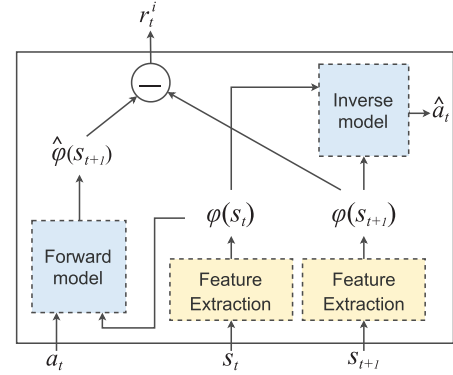 r_t^i
Inverse
model
â_t
φ̂(s_{t+1})
φ(s_t)
φ(s_{t+1})
Forward
model
Feature
Extraction
Feature
Extraction
a_t
s_t
s_{t+1}